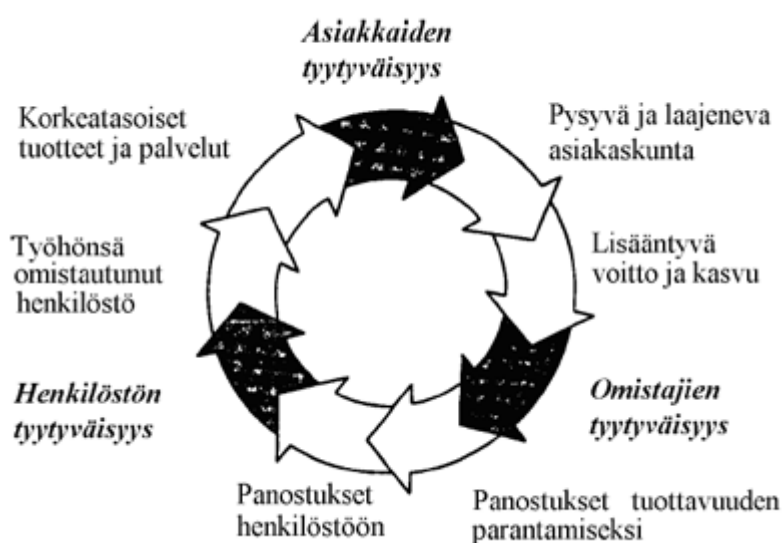 Asiakkaiden
tyytyväisyys
Pysyvä ja laajeneva
asiakaskunta
Lisääntyvä
voitto ja kasvu
Omistajien
tyytyväisyys
Panostukset tuottavuuden
parantamiseksi
Panostukset
henkilöstöön
Henkilöstön
tyytyväisyys
Työhönsä
omistautunut
henkilöstö
Korkeatasoiset
tuotteet ja palvelut